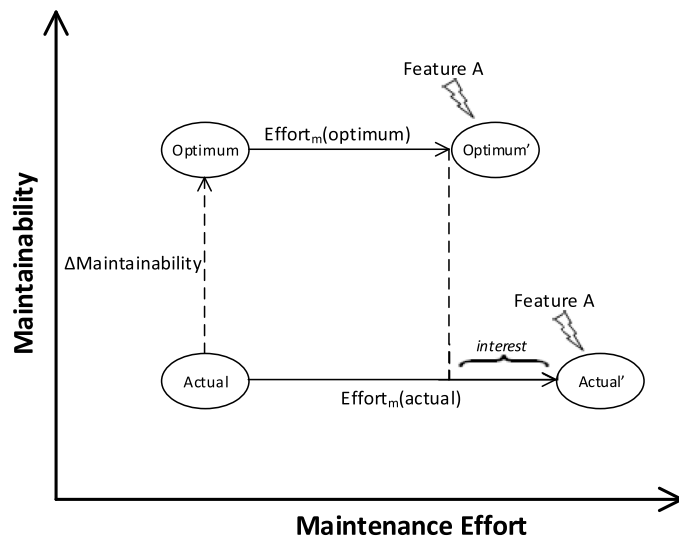 Feature A
Effortm(optimum)
Optimum
Optimum’
Maintainability
ΔMaintainability
Feature A
interest
Actual
Actual’
Effortm(actual)
Maintenance Effort